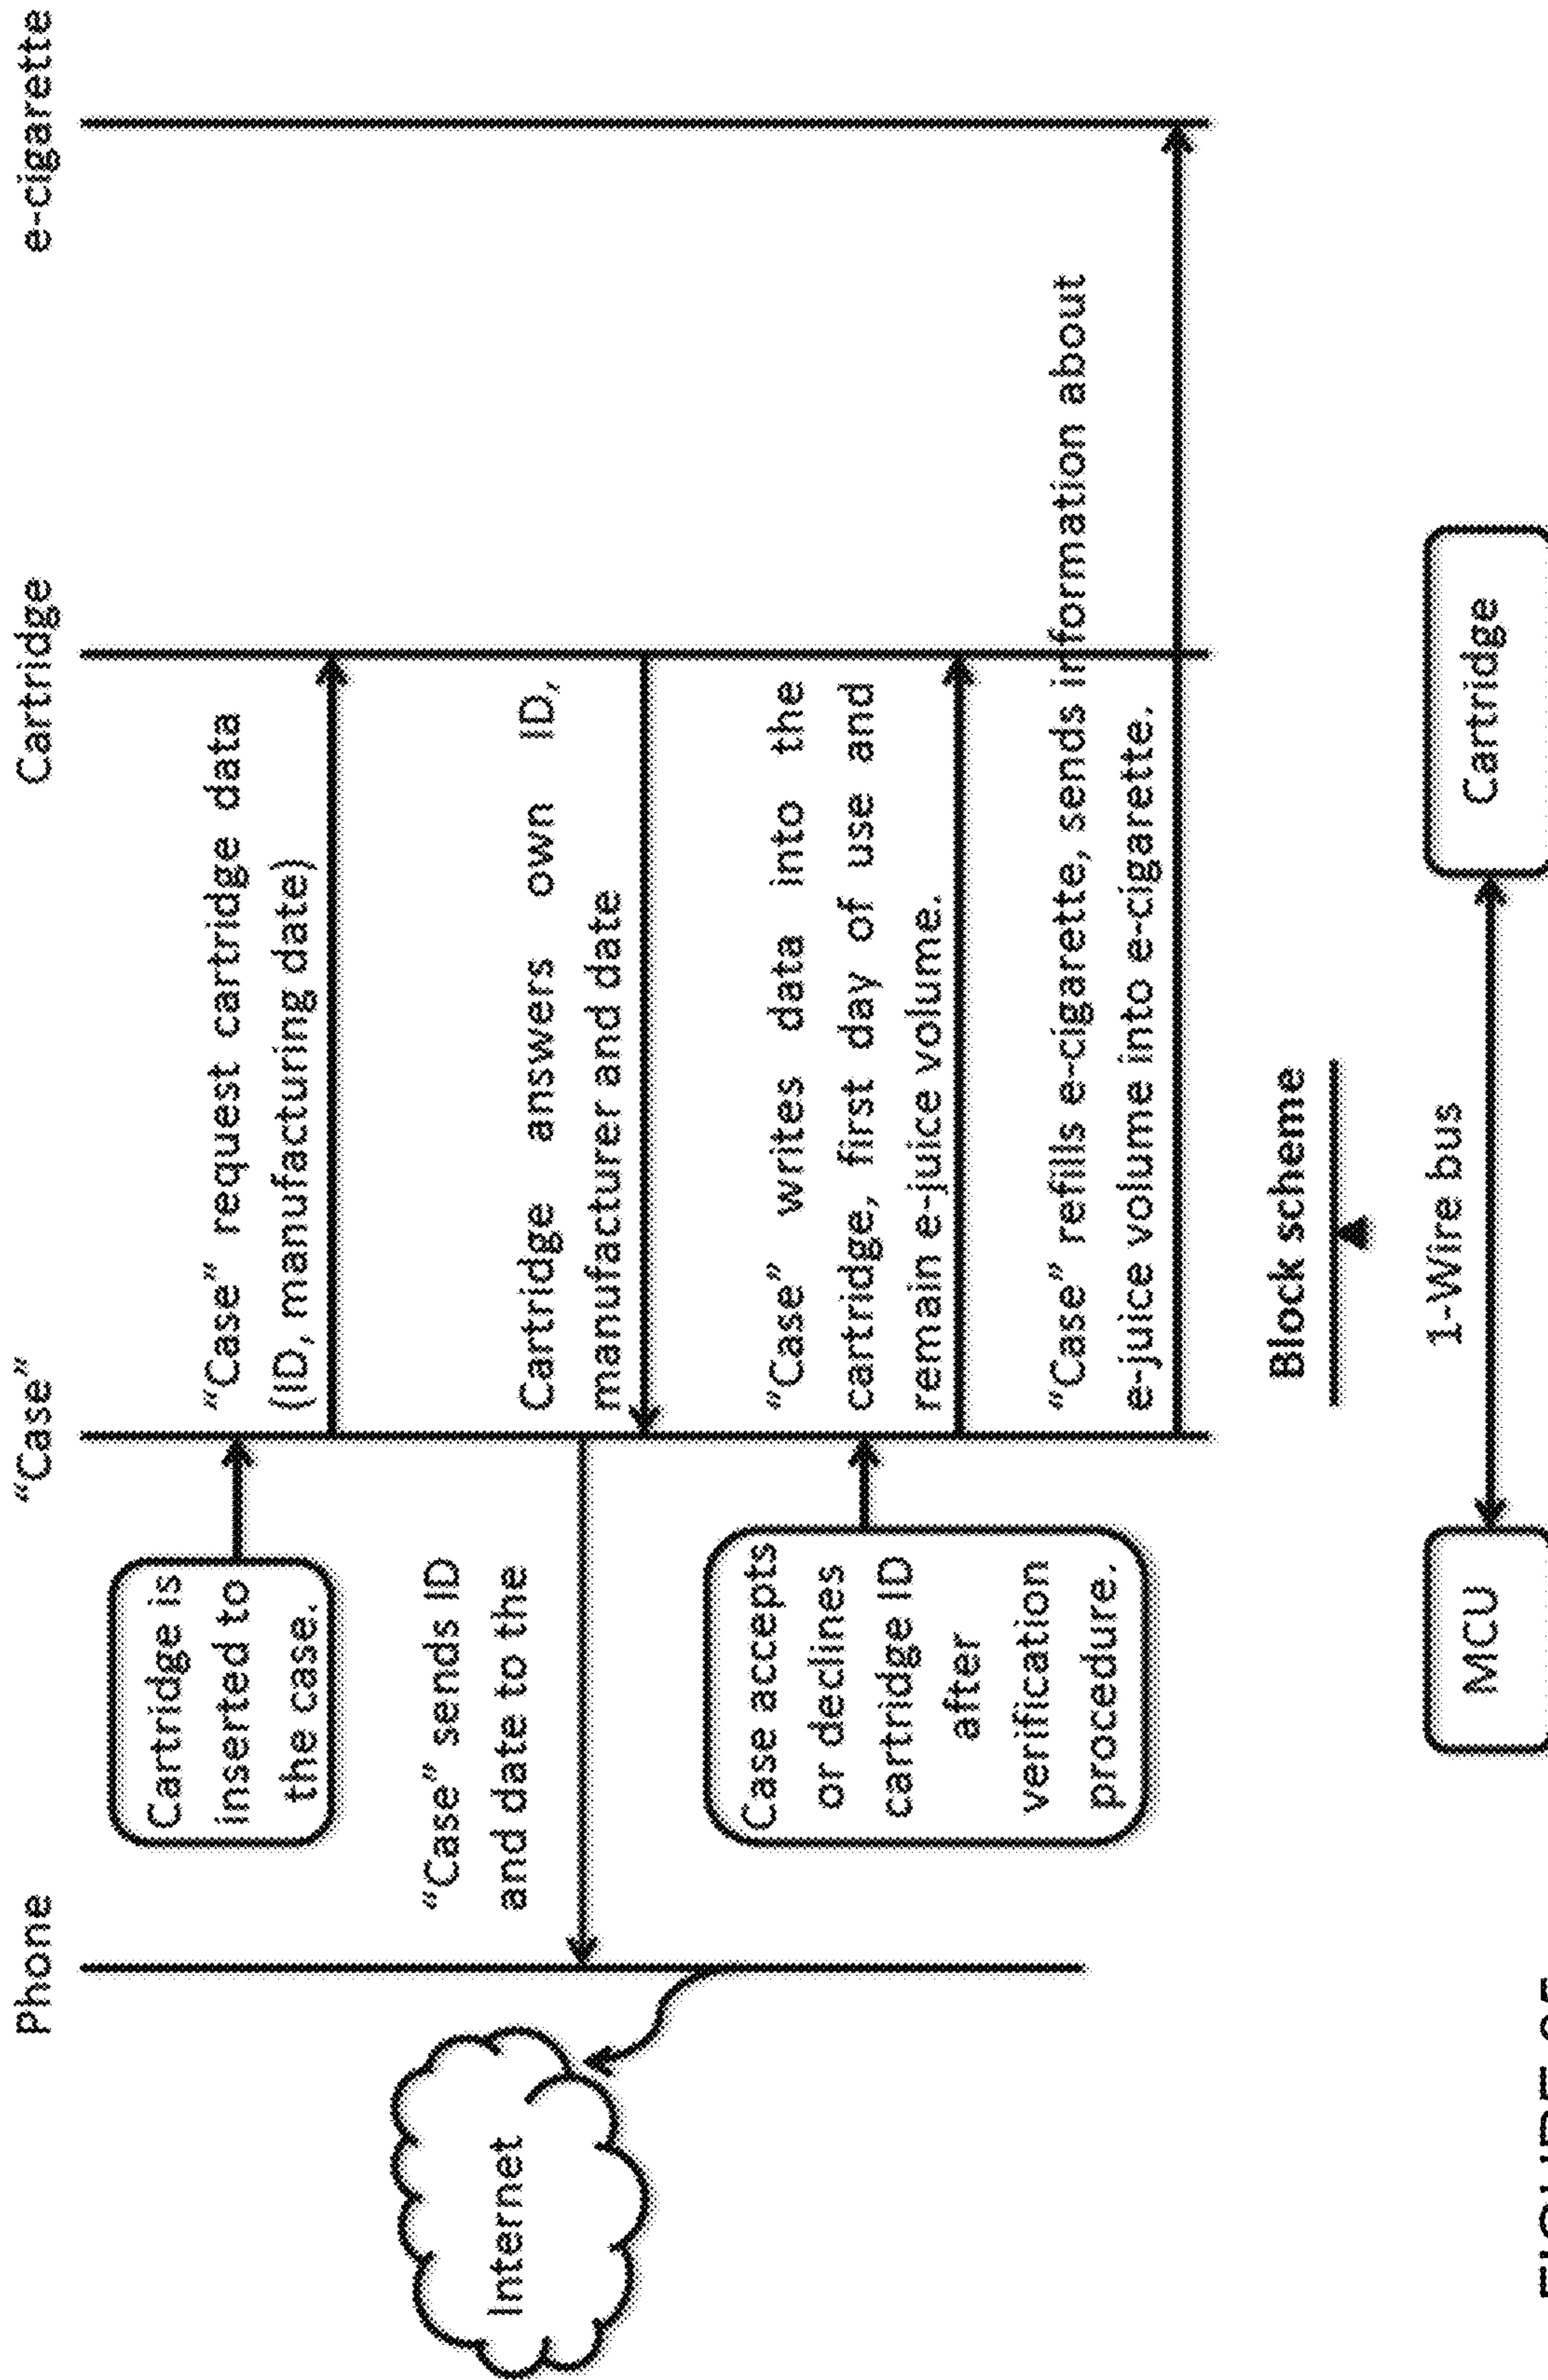 Phone
"Case"
Cartridge
e-cigarette
Cartridge is
inserted to
the case.
"Case" request cartridge data
(ID, manufacturing date)
"Case" sends ID
and date to the
Internet
Cartridge answers own ID,
manufacturer and date
Case accepts
or declines
cartridge ID
after
verification
procedure.
"Case" writes data into the
cartridge, first day of use and
remain e-juice volume.
"Case" refills e-cigarette, sends information about
e-juice volume into e-cigarette.
Block scheme
1-Wire bus
MCU
Cartridge